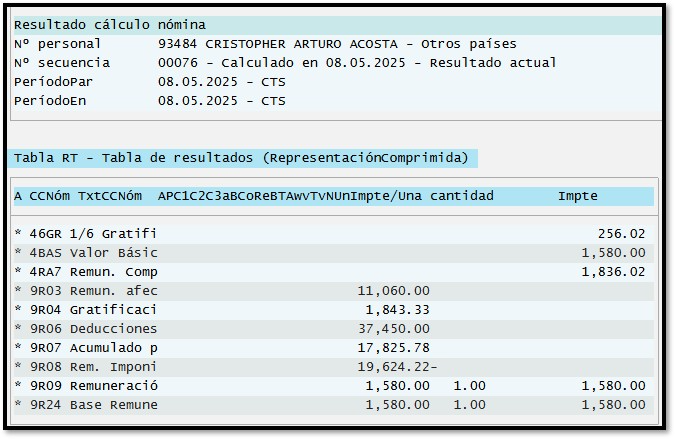 Resultado cálculo nómina
Nº personal 93484 CRISTOPHER ARTURO ACOSTA - Otros países
Nº secuencia 00076 - Calculado en 08.05.2025 - Resultado actual
PeríodoPar 08.05.2025 - CTS
PeríodoEn 08.05.2025 - CTS
Tabla RT - Tabla de resultados (RepresentaciónComprimida)
A CCNóm TxtCCNóm APC1C2C3aBCoReBTAwvTvNUnImpte/Una cantidad Impte
* 46GR 1/6 Gratifi 256.02
* 4BAS Valor Básic 1,580.00
* 4RA7 Remun. Comp 1,836.02
* 9R03 Remun. afec 11,060.00
* 9R04 Gratificaci 1,843.33
* 9R06 Deducciones 37,450.00
* 9R07 Acumulado p 17,825.78
* 9R08 Rem. Imponi 19,624.22-
* 9R09 Remuneració 1,580.00 1.00 1,580.00
* 9R24 Base Remune 1,580.00 1.00 1,580.00